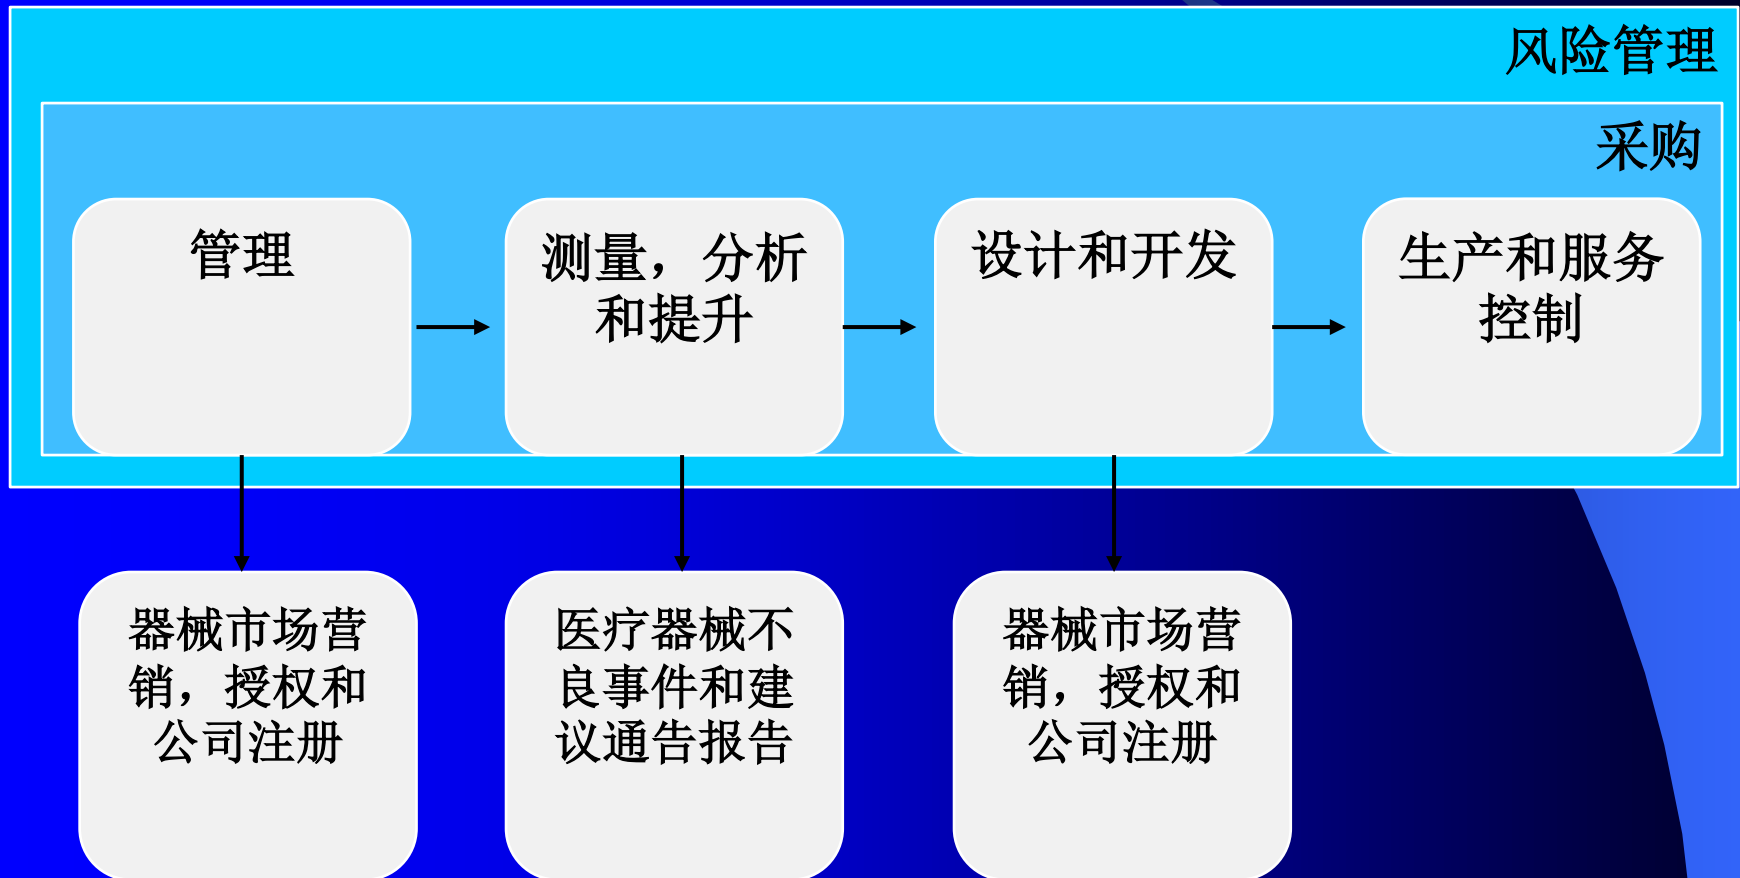 风险管理
采购
管理
测量，分析
和提升
设计和开发
生产和服务
控制
器械市场营
销，授权和
公司注册
医疗器械不
良事件和建
议通告报告
器械市场营
销，授权和
公司注册